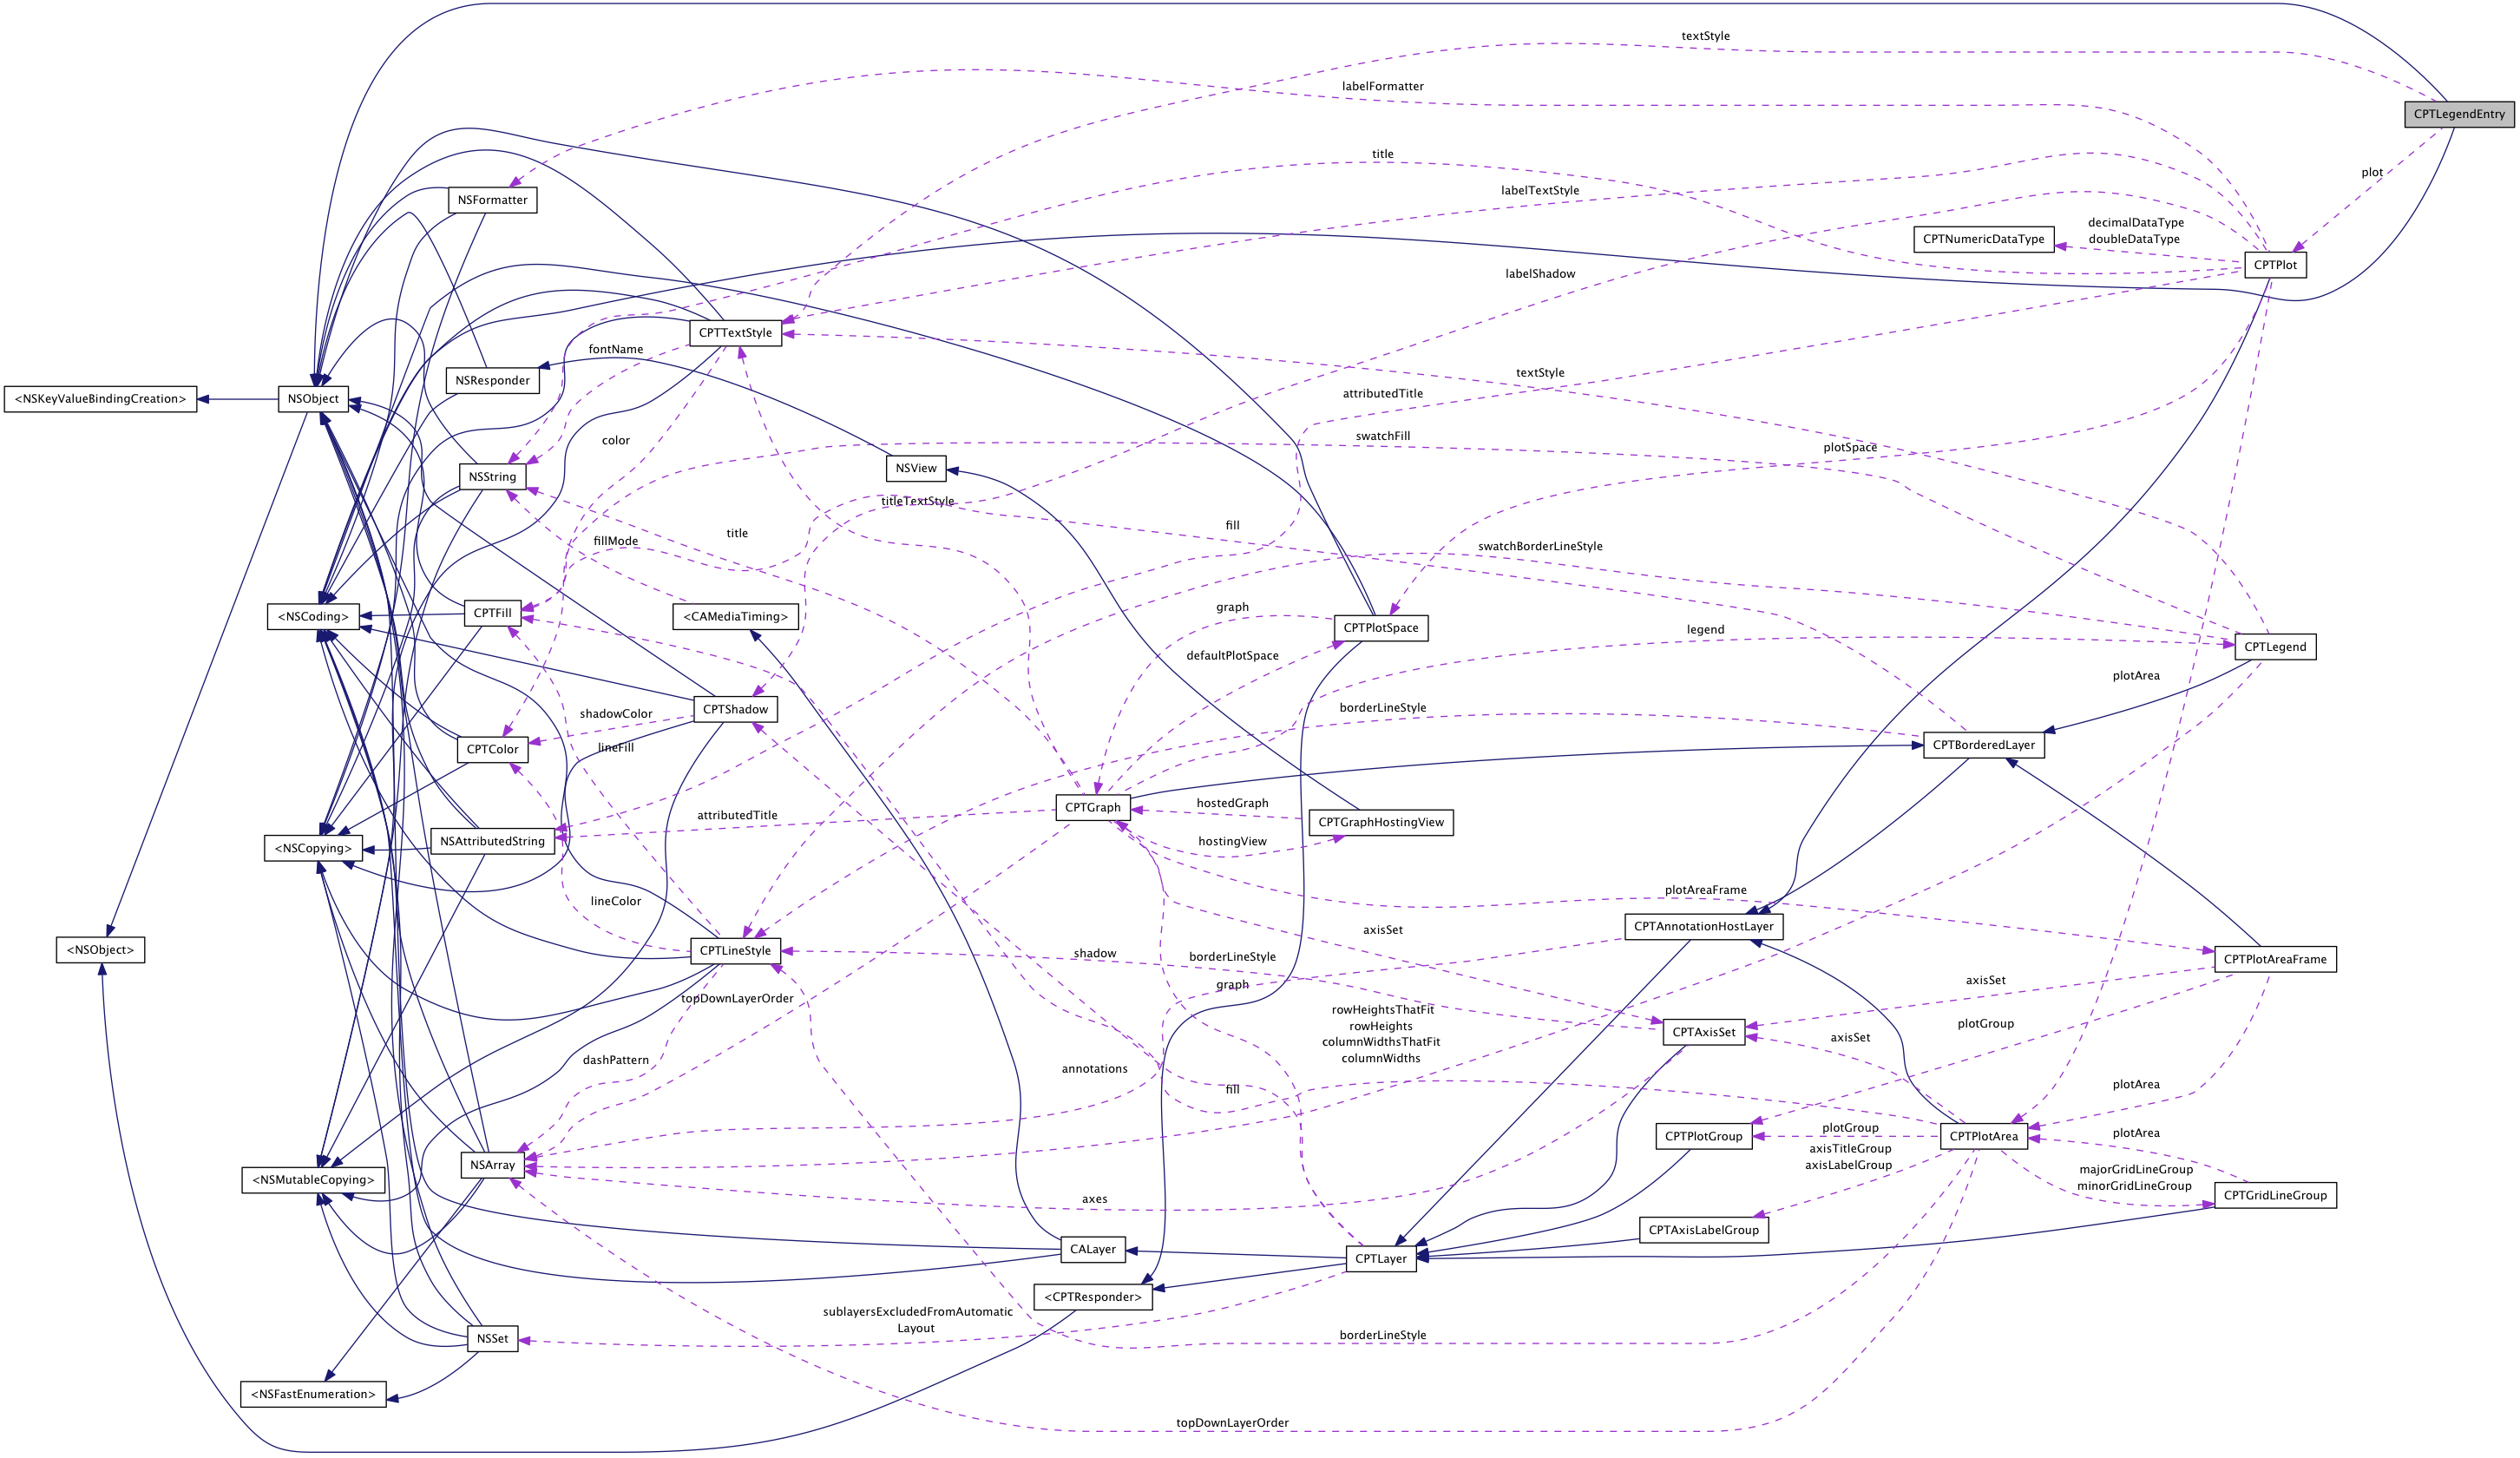 textStyle
labelFormatter
CPTLegendEntry
title
plot
labelTextStyle
NSFormatter
decimalDataType
doubleDataType
CPTNumericDataType
CPTPlot
labelShadow
CPTTextStyle
fontName
NSResponder
textStyle
<NSKeyValueBindingCreation>
NSObject
attributedTitle
color
swatchFill
plotSpace
NSView
NSString
titleTextStyle
fill
title
fillMode
swatchBorderLineStyle
graph
<NSCoding>
CPTFill
<CAMediaTiming>
CPTPlotSpace
legend
CPTLegend
defaultPlotSpace
plotArea
CPTShadow
shadowColor
borderLineStyle
lineFill
CPTColor
CPTBorderedLayer
hostedGraph
CPTGraph
attributedTitle
CPTGraphHostingView
<NSCopying>
NSAttributedString
hostingView
plotAreaFrame
lineColor
CPTAnnotationHostLayer
axisSet
<NSObject>
CPTLineStyle
shadow
borderLineStyle
CPTPlotAreaFrame
graph
axisSet
topDownLayerOrder
rowHeightsThatFit
rowHeights
columnWidthsThatFit
columnWidths
CPTAxisSet
plotGroup
axisSet
dashPattern
annotations
fill
plotArea
CPTPlotGroup
plotGroup
CPTPlotArea
plotArea
axisTitleGroup
axisLabelGroup
NSArray
<NSMutableCopying>
majorGridLineGroup
minorGridLineGroup
axes
CPTGridLineGroup
CPTAxisLabelGroup
CALayer
CPTLayer
<CPTResponder>
sublayersExcludedFromAutomatic
Layout
NSSet
borderLineStyle
<NSFastEnumeration>
topDownLayerOrder